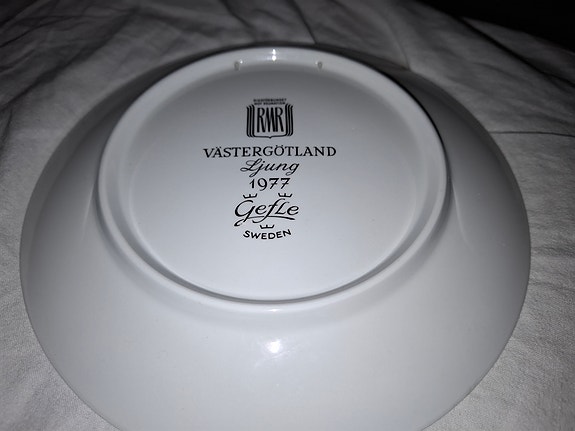 RMR
VÄSTERGÖTLAND
Ljung
1977
Gefle
SWEDEN